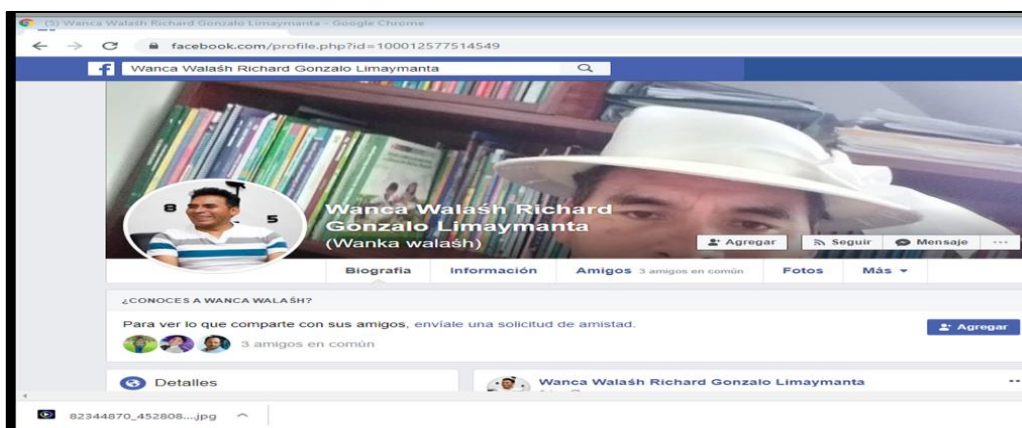 (5) Wanca Walaśh Richard Gonzalo Limaymanta - Google Chrome
facebook.com/profile.php?id=100012577514549
f Wanca Walaśh Richard Gonzalo Limaymanta
8 5
Wanca Walaśh Richard
Gonzalo Limaymanta
(Wanka walaśh)
Agregar Seguir Mensaje ...
Biografía Información Amigos 3 amigos en común Fotos Más
¿CONOCES A WANCA WALAŚH?
Para ver lo que comparte con sus amigos, envíale una solicitud de amistad.
Agregar
3 amigos en común
Detalles
Wanca Walaśh Richard Gonzalo Limaymanta
82344870_452808....jpg